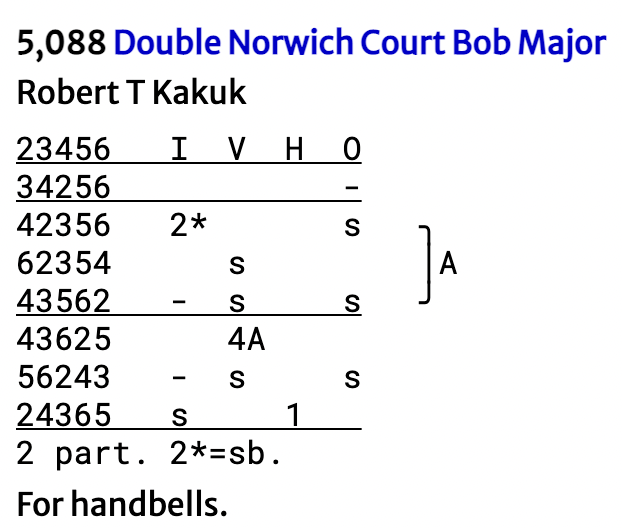 5,088 Double Norwich Court Bob Major
Robert T Kakuk
23456 I V H O
34256 -
42356 2* s
62354 s A
43562 - s s
43625 4A
56243 - s s
24365 s 1
2 part. 2*=sb.
For handbells.